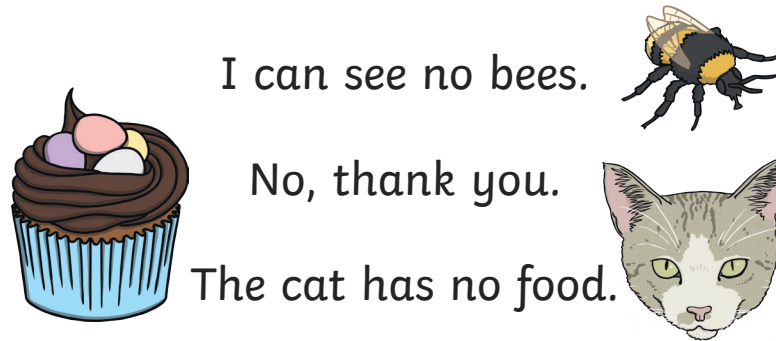 I can see no bees.
No, thank you.
The cat has no food.